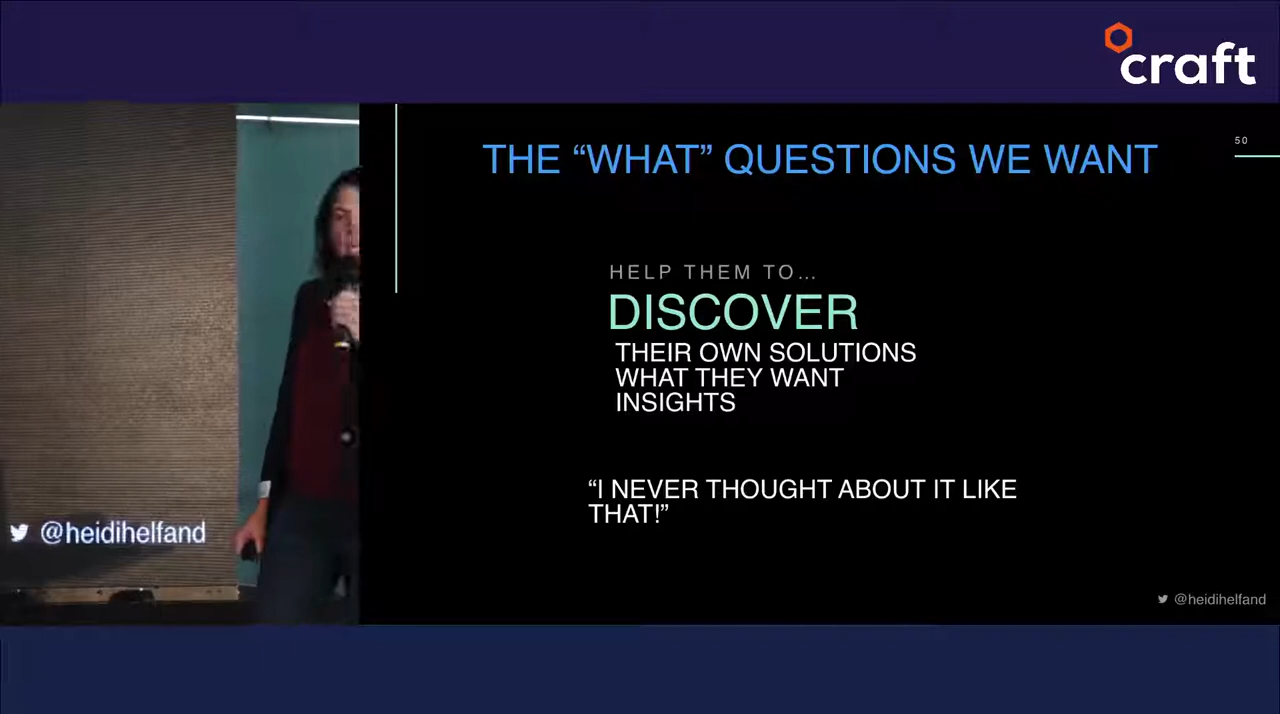 craft
THE “WHAT” QUESTIONS WE WANT
50
HELP THEM TO...
DISCOVER
THEIR OWN SOLUTIONS
WHAT THEY WANT
INSIGHTS
“I NEVER THOUGHT ABOUT IT LIKE
THAT!”
@heidihelfand
@heidihelfand